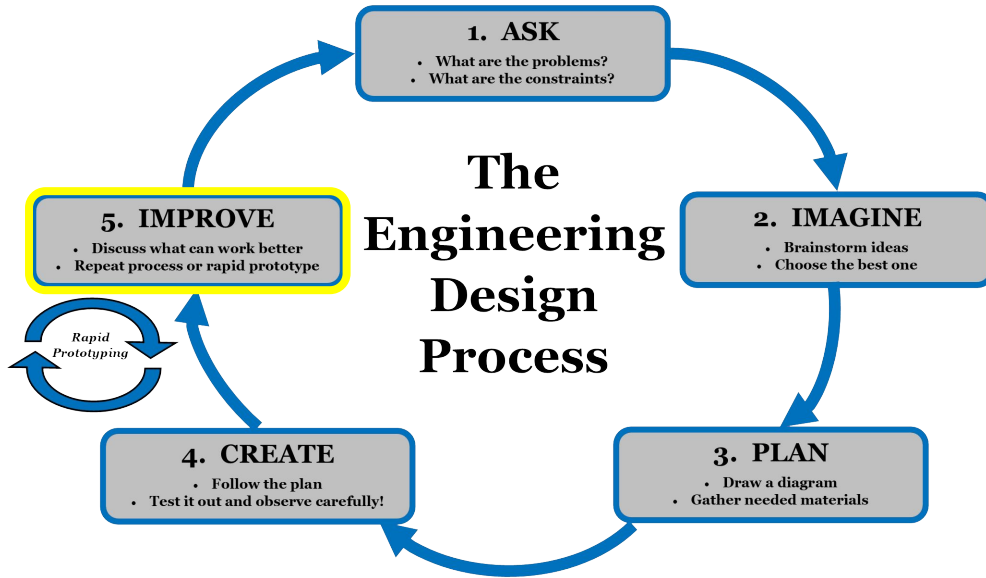 1. ASK
• What are the problems?
• What are the constraints?
The
Engineering
Design
Process
2. IMAGINE
• Brainstorm ideas
• Choose the best one
3. PLAN
• Draw a diagram
• Gather needed materials
4. CREATE
• Follow the plan
• Test it out and observe carefully!
5. IMPROVE
• Discuss what can work better
• Repeat process or rapid prototype
Rapid
Prototyping